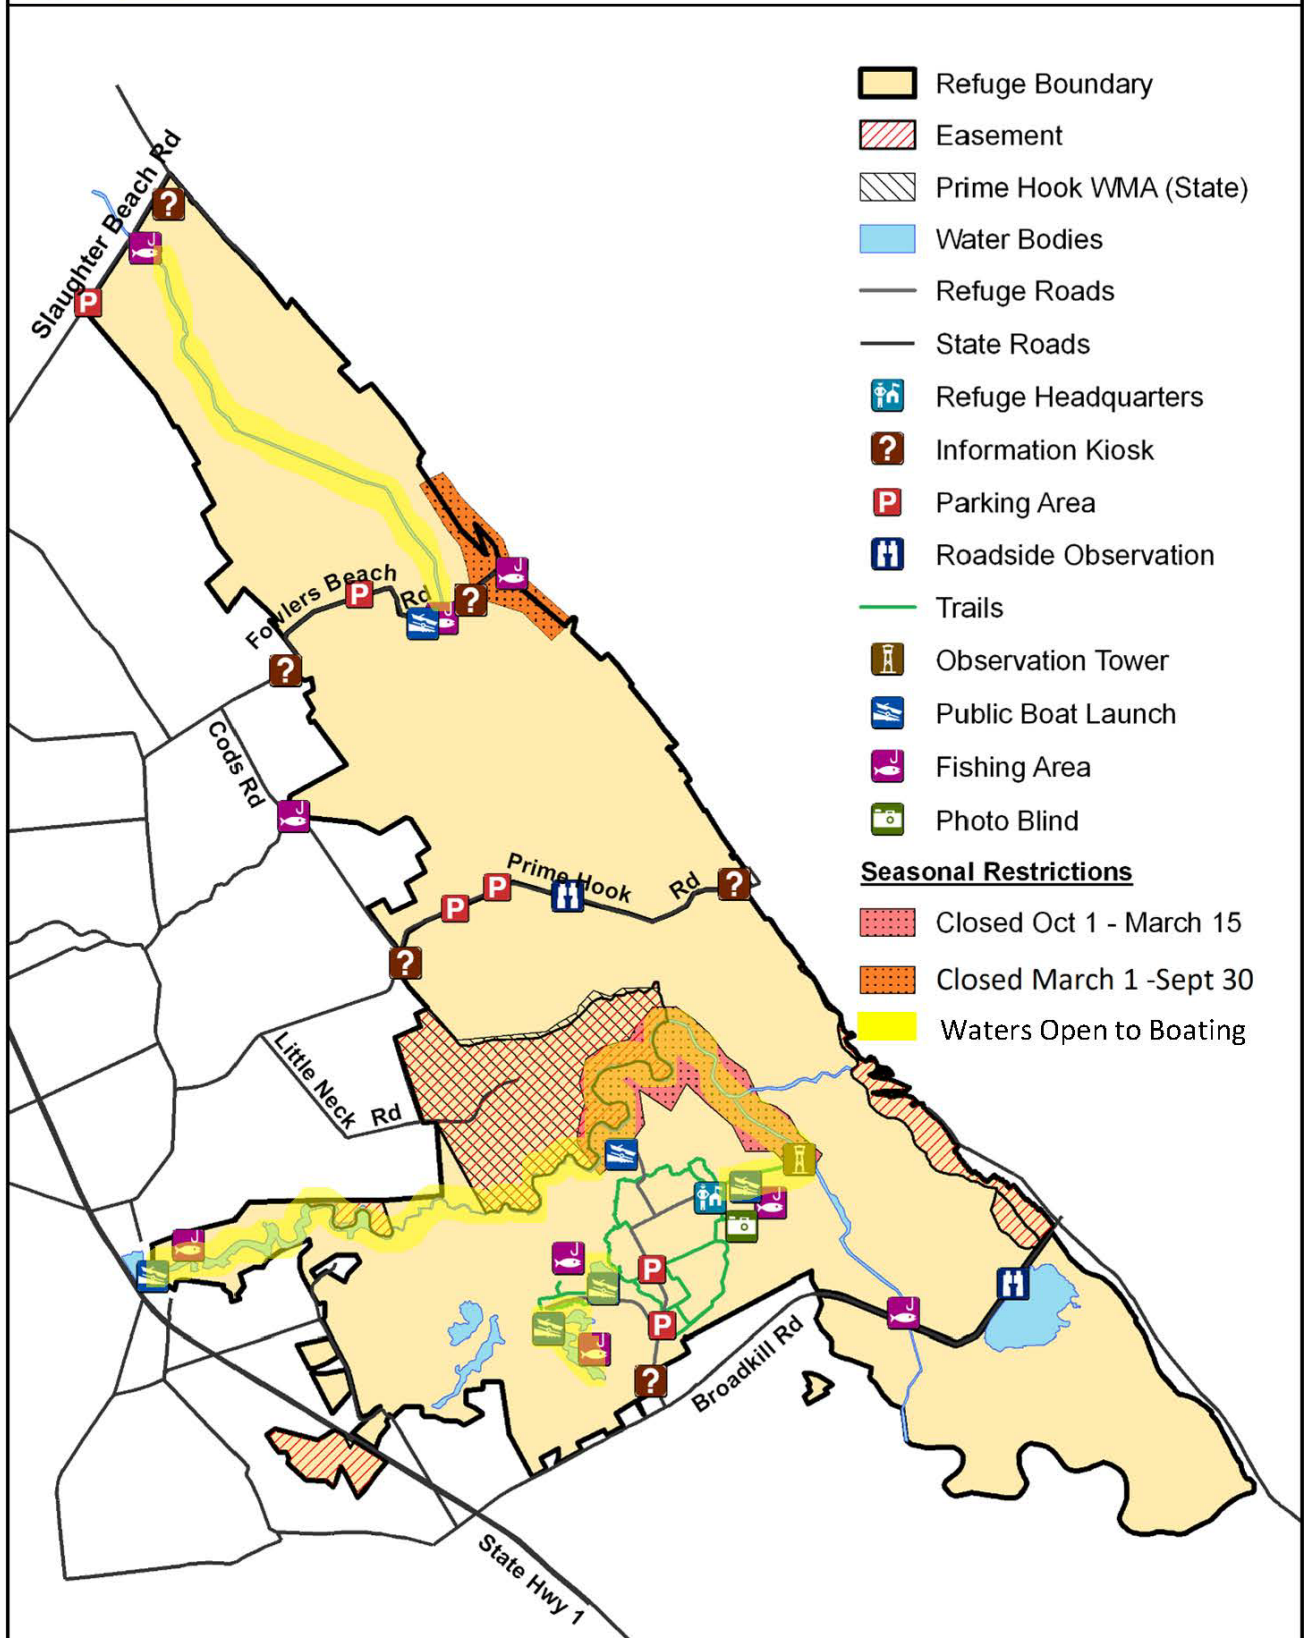 Refuge Boundary
Easement
Prime Hook WMA (State)
Water Bodies
Refuge Roads
State Roads
Refuge Headquarters
? Information Kiosk
P Parking Area
Roadside Observation
Trails
Observation Tower
Public Boat Launch
Fishing Area
Photo Blind
Seasonal Restrictions
Closed Oct 1 - March 15
Closed March 1 -Sept 30
Waters Open to Boating
Slaughter Beach Rd
?
P
Fowlers Beach Rd
P
?
?
Cods Rd
Prime Hook Rd
P
P
?
?
Little Neck Rd
P
P
?
Broadkill Rd
State Hwy 1